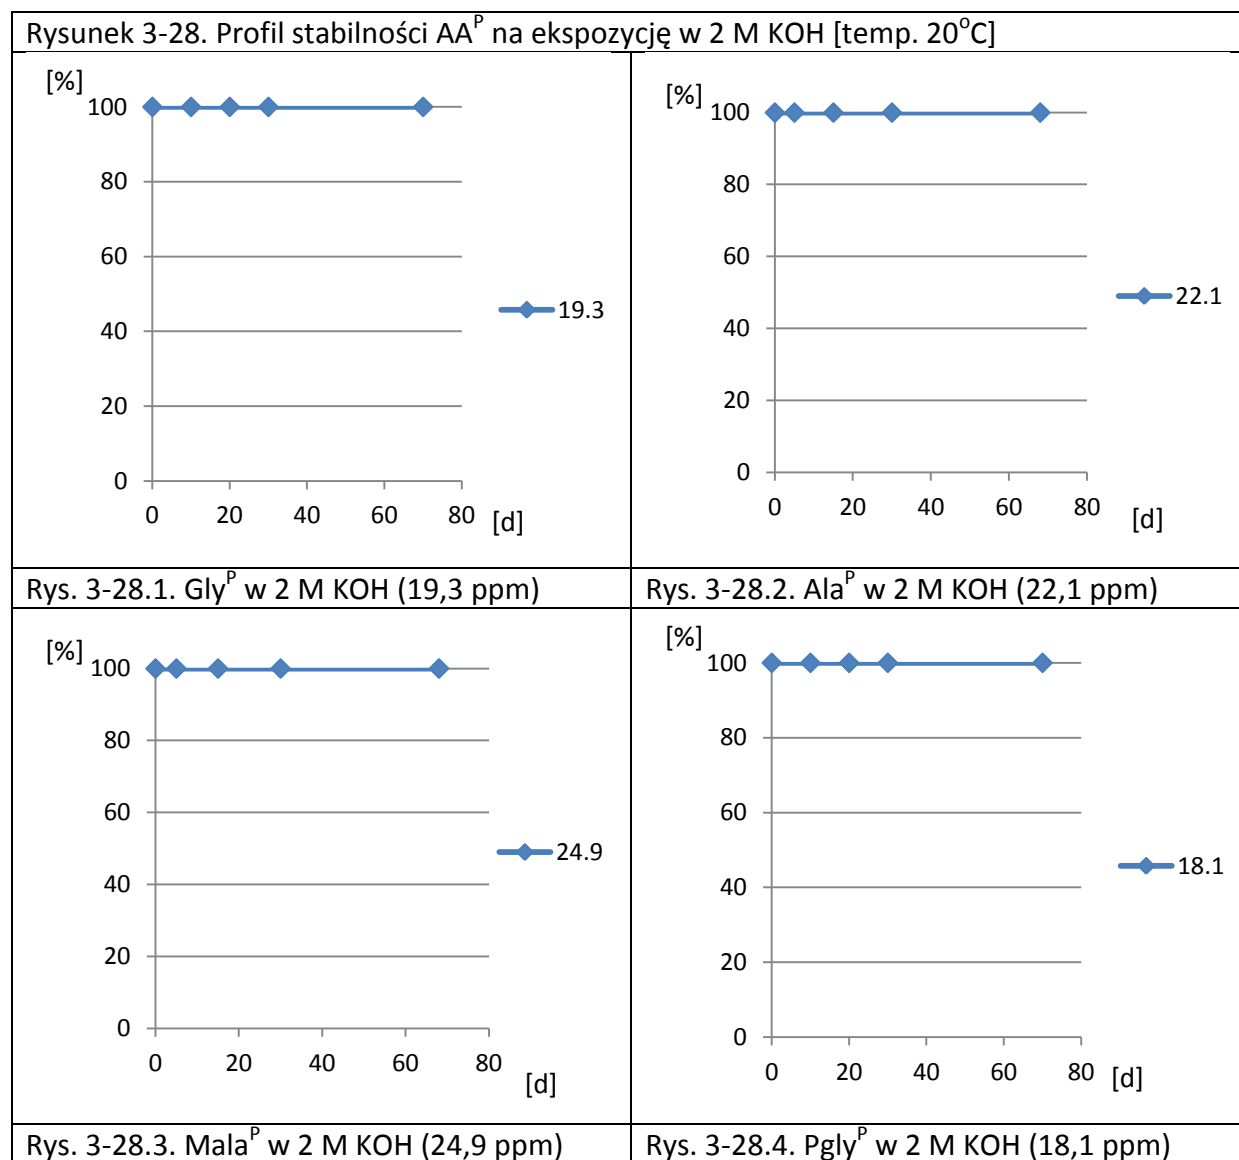 Rysunek 3-28. Profil stabilności AAᴾ na ekspozycję w 2 M KOH [temp. 20°C]
[%]
100
80
60
40
20
0
0 20 40 60 80
[d]
19.3
Rys. 3-28.1. Glyᴾ w 2 M KOH (19,3 ppm)
[%]
100
80
60
40
20
0
0 20 40 60 80
[d]
22.1
Rys. 3-28.2. Alaᴾ w 2 M KOH (22,1 ppm)
[%]
100
80
60
40
20
0
0 20 40 60 80
[d]
24.9
Rys. 3-28.3. Malaᴾ w 2 M KOH (24,9 ppm)
[%]
100
80
60
40
20
0
0 20 40 60 80
[d]
18.1
Rys. 3-28.4. Pglyᴾ w 2 M KOH (18,1 ppm)